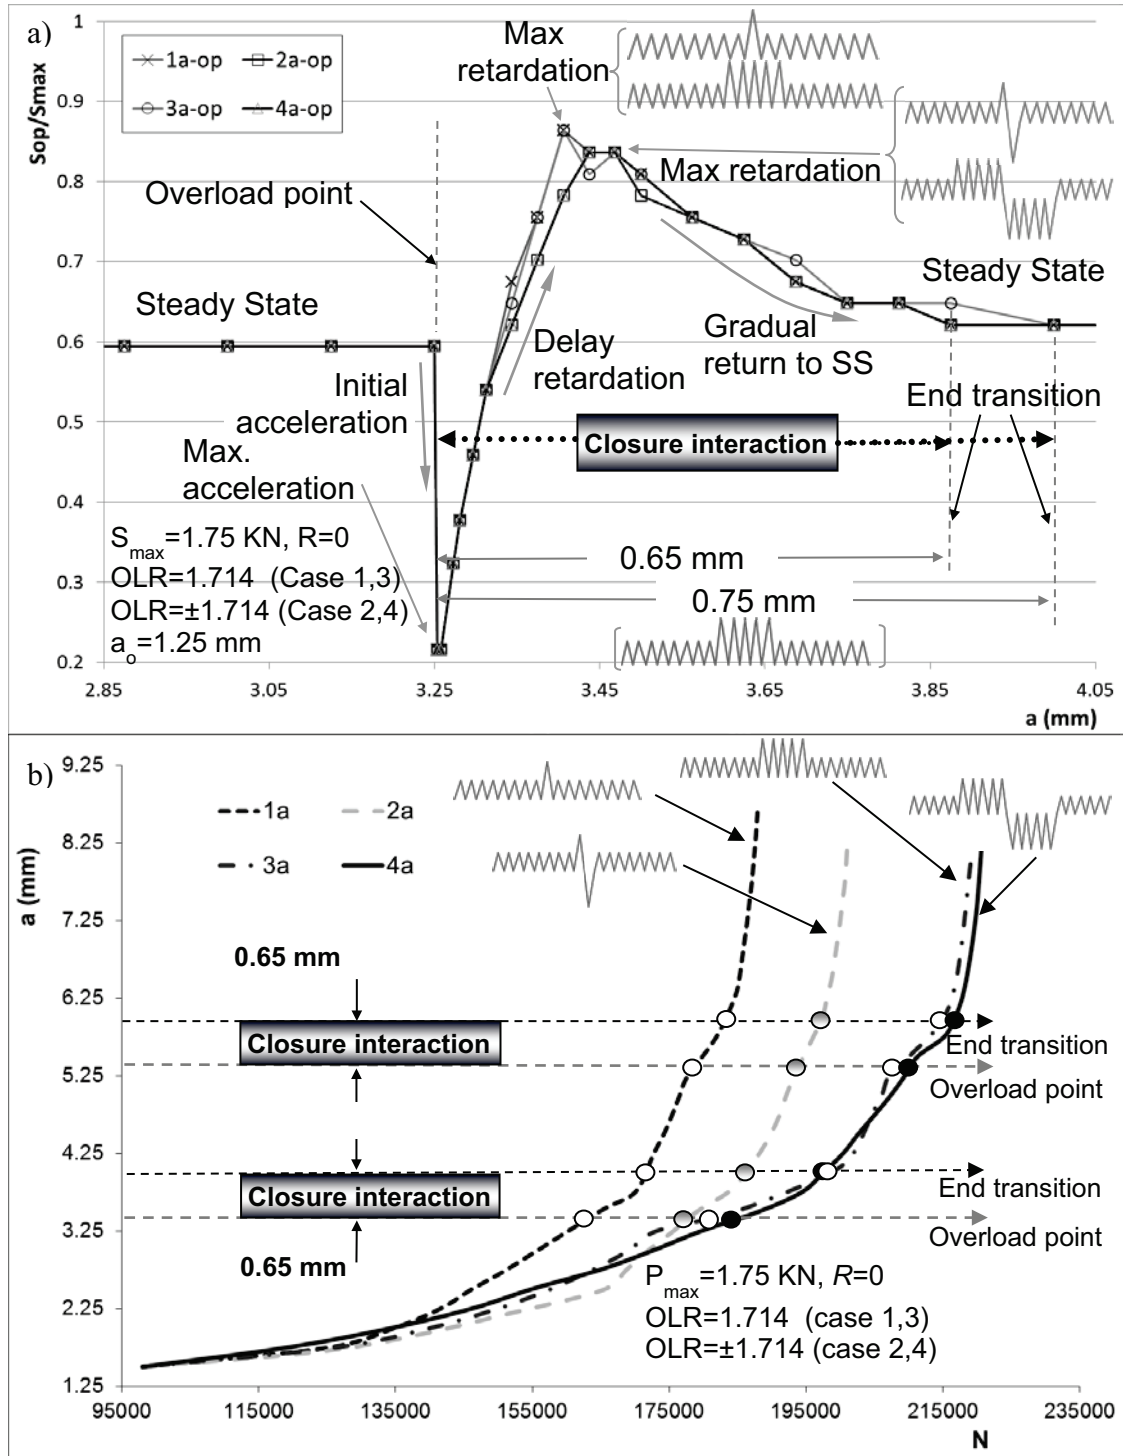 a)
Sop/Smax
1
0.9
0.8
0.7
0.6
0.5
0.4
0.3
0.2
1a-op 2a-op
3a-op 4a-op
Max
retardation
Max retardation
Overload point
Steady State
Steady State
Initial
acceleration
Delay
retardation
Gradual
return to SS
End transition
Closure interaction
Max.
acceleration
Smax=1.75 KN, R=0
OLR=1.714 (Case 1,3)
OLR=±1.714 (Case 2,4)
ao=1.25 mm
0.65 mm
0.75 mm
2.85 3.05 3.25 3.45 3.65 3.85 4.05
a (mm)
b)
a (mm)
9.25
8.25
7.25
6.25
5.25
4.25
3.25
2.25
1.25
1a 2a
3a 4a
0.65 mm
Closure interaction
End transition
Overload point
Closure interaction
End transition
Overload point
0.65 mm
Pmax=1.75 KN, R=0
OLR=1.714 (case 1,3)
OLR=±1.714 (case 2,4)
95000 115000 135000 155000 175000 195000 215000 235000
N